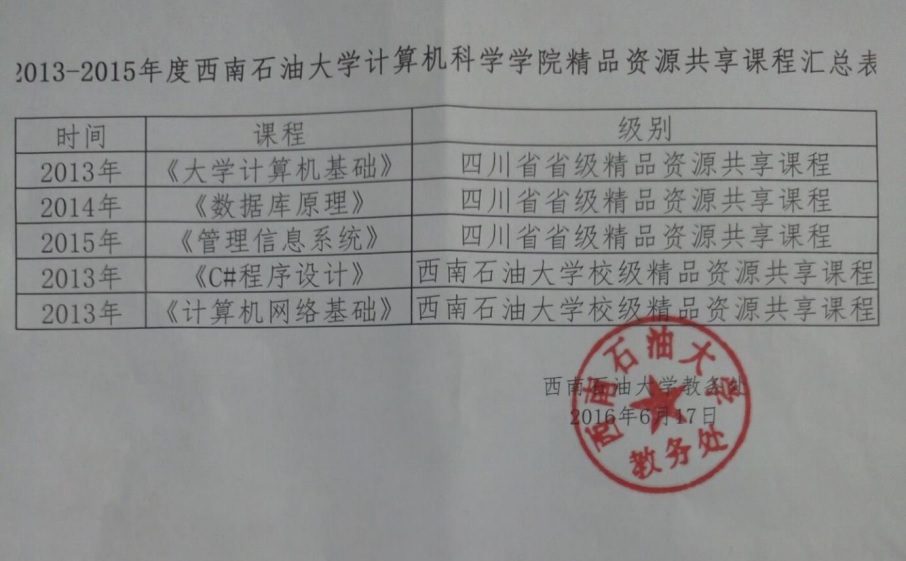 2013-2015年度西南石油大学计算机科学学院精品资源共享课程汇总表
时间 课程 级别
2013年 《大学计算机基础》 四川省省级精品资源共享课程
2014年 《数据库原理》 四川省省级精品资源共享课程
2015年 《管理信息系统》 四川省省级精品资源共享课程
2013年 《C#程序设计》 西南石油大学校级精品资源共享课程
2013年 《计算机网络基础》 西南石油大学校级精品资源共享课程
西南石油大学教务处
2016年6月17日
西南石油大学
教务处